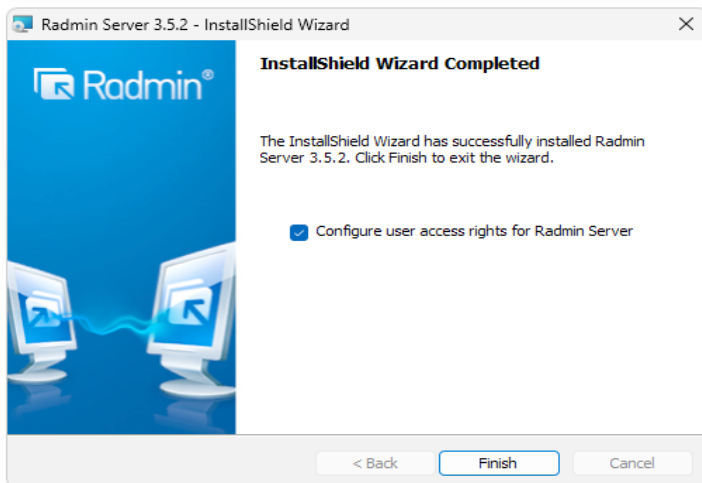 Radmin Server 3.5.2 - InstallShield Wizard
Radmin®
InstallShield Wizard Completed
The InstallShield Wizard has successfully installed Radmin
Server 3.5.2. Click Finish to exit the wizard.
Configure user access rights for Radmin Server
< Back
Finish
Cancel